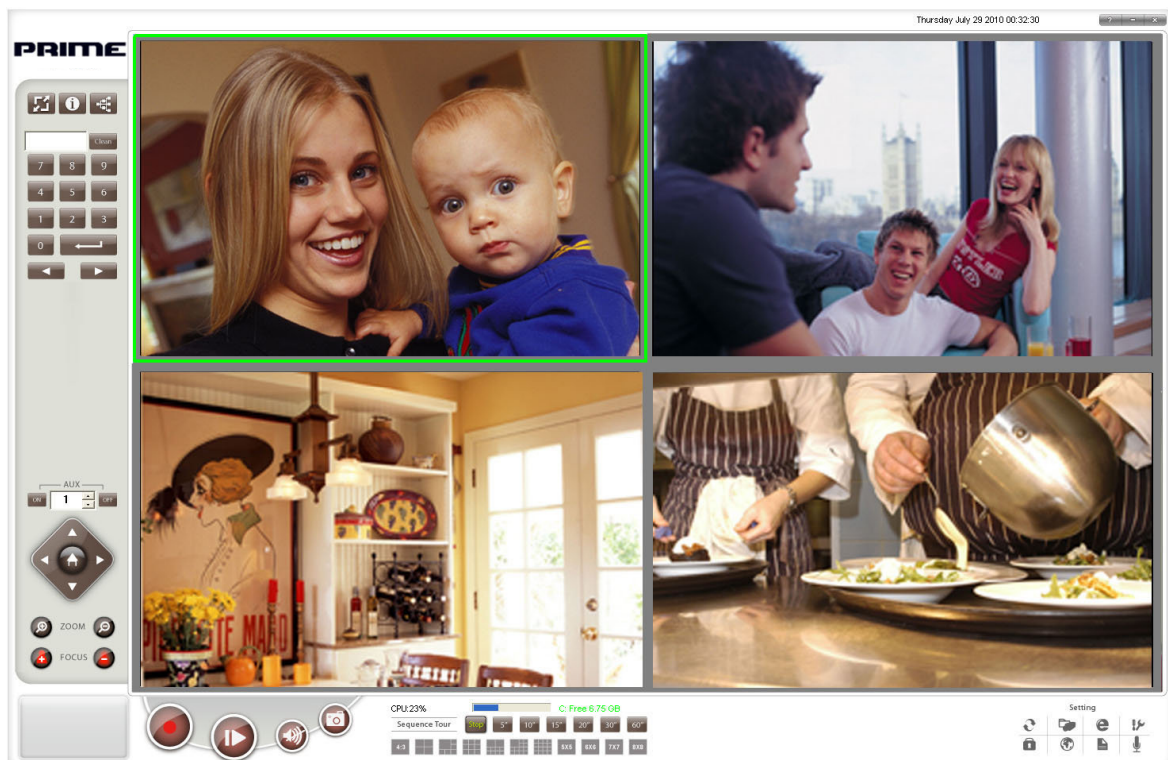 Thursday July 29 2010 00:32:30
? – ×
PRIME
Clean
7 8 9
4 5 6
1 2 3
0
AUX
ON 1 OFF
ZOOM
FOCUS
TE MA D
CPU:23%
C: Free 6.75 GB
Sequence Tour Stop 5" 10" 15" 20" 30" 60"
4:3 5X5 6X6 7X7 8X8
Setting